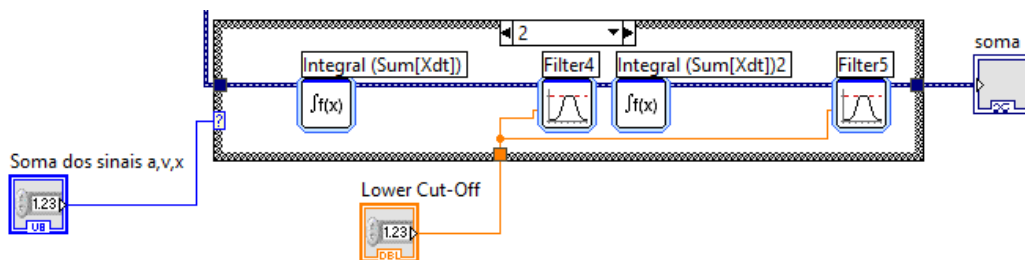 2
soma
Integral (Sum[Xdt])
Filter4
Integral (Sum[Xdt])2
Filter5
∫f(x)
∫f(x)
?
Soma dos sinais a,v,x
1.23
U8
Lower Cut-Off
1.23
DBL